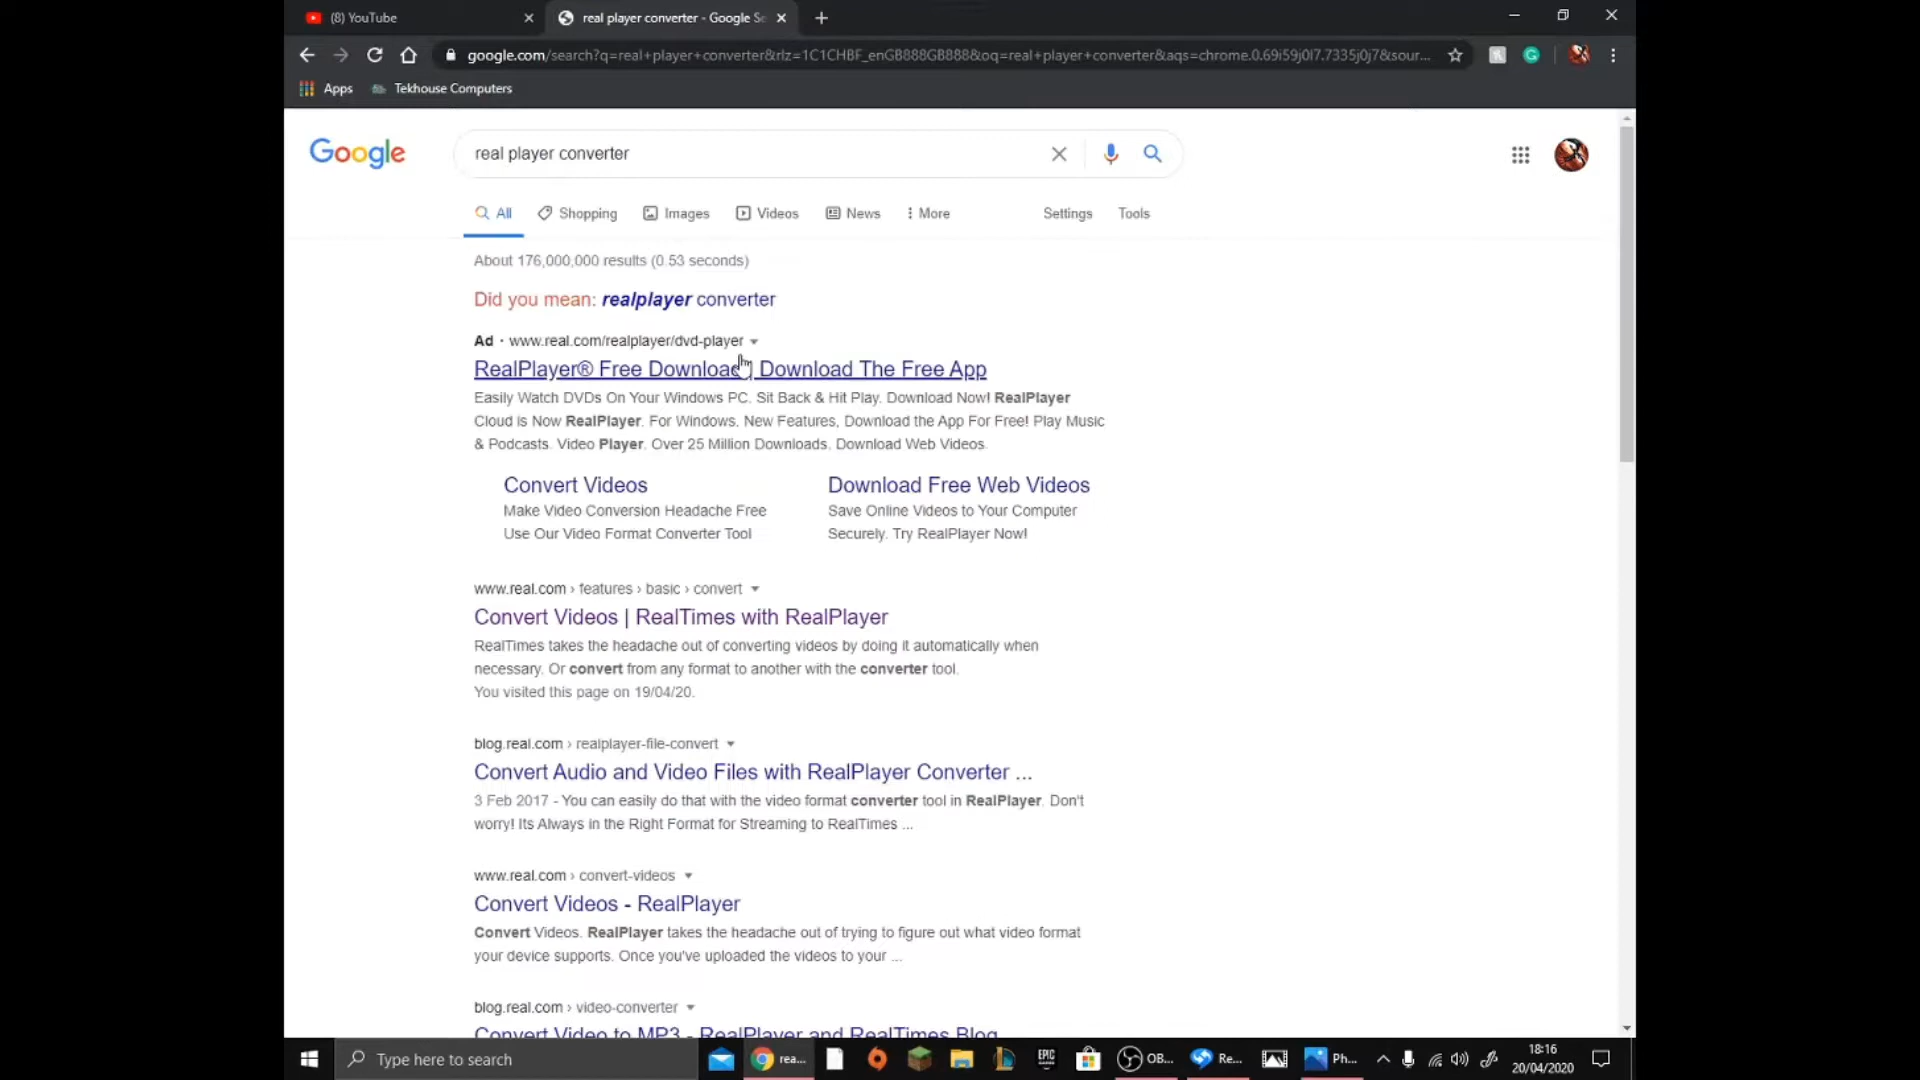 (8) YouTube
real player converter - Google Se
google.com/search?q=real+player+converter&rlz=1C1CHBF_enGB888GB888&oq=real+player+converter&aqs=chrome.0.69i59j0l7.7335j0j7&sour...
Apps
Tekhouse Computers
Google
real player converter
All
Shopping
Images
Videos
News
More
Settings
Tools
About 176,000,000 results (0.53 seconds)
Did you mean: realplayer converter
Ad · www.real.com/realplayer/dvd-player
RealPlayer® Free Download | Download The Free App
Easily Watch DVDs On Your Windows PC. Sit Back & Hit Play. Download Now! RealPlayer
Cloud is Now RealPlayer. For Windows. New Features, Download the App For Free! Play Music
& Podcasts. Video Player. Over 25 Million Downloads. Download Web Videos.
Convert Videos
Make Video Conversion Headache Free
Use Our Video Format Converter Tool
Download Free Web Videos
Save Online Videos to Your Computer
Securely. Try RealPlayer Now!
www.real.com › features › basic › convert
Convert Videos | RealTimes with RealPlayer
RealTimes takes the headache out of converting videos by doing it automatically when
necessary. Or convert from any format to another with the converter tool.
You visited this page on 19/04/20.
blog.real.com › realplayer-file-convert
Convert Audio and Video Files with RealPlayer Converter ...
3 Feb 2017 - You can easily do that with the video format converter tool in RealPlayer. Don't
worry! Its Always in the Right Format for Streaming to RealTimes ...
www.real.com › convert-videos
Convert Videos - RealPlayer
Convert Videos. RealPlayer takes the headache out of trying to figure out what video format
your device supports. Once you've uploaded the videos to your ...
blog.real.com › video-converter
Convert Video to MP3 - RealPlayer and RealTimes Blog
Type here to search
rea...
EPIC
OB...
Re...
Ph...
18:16
20/04/2020